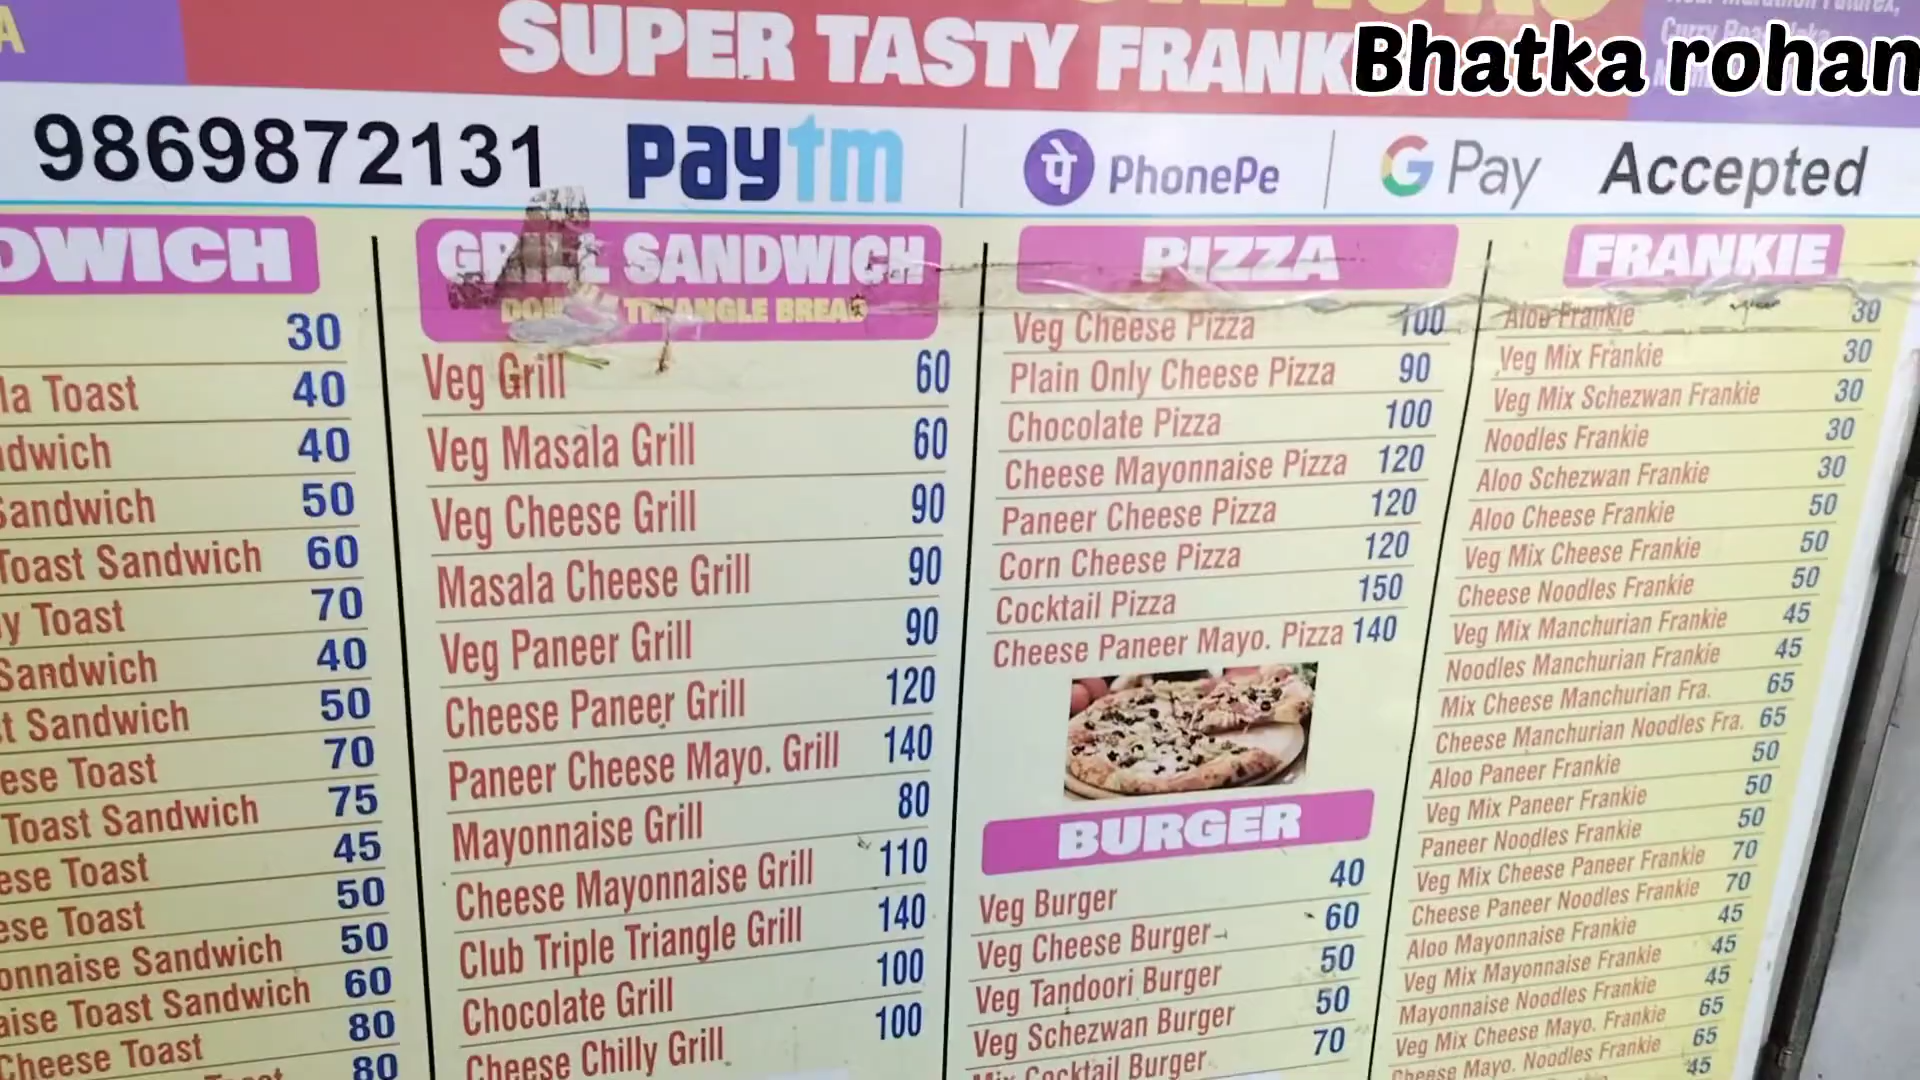 SUPER TASTY
Bhatka rohan
9869872131 paytm PhonePe G Pay Accepted
30
Toast 40
40
Sandwich 50
Toast Sandwich 60
Toast 70
Sandwich 40
Sandwich 50
Toast 70
Toast Sandwich 75
Toast 45
Toast 50
Sandwich 50
Toast Sandwich 60
Cheese Toast 80
80
GRILL SANDWICH
TRIANGLE BREAD
Veg Grill 60
Veg Masala Grill 60
Veg Cheese Grill 90
Masala Cheese Grill 90
Veg Paneer Grill 90
Cheese Paneer Grill 120
Paneer Cheese Mayo. Grill 140
Mayonnaise Grill 80
Cheese Mayonnaise Grill 110
Club Triple Triangle Grill 140
Chocolate Grill 100
Cheese Chilly Grill 100
PIZZA
Veg Cheese Pizza 100
Plain Only Cheese Pizza 90
Chocolate Pizza 100
Cheese Mayonnaise Pizza 120
Paneer Cheese Pizza 120
Corn Cheese Pizza 120
Cocktail Pizza 150
Cheese Paneer Mayo. Pizza 140
BURGER
Veg Burger 40
Veg Cheese Burger 60
Veg Tandoori Burger 50
Veg Schezwan Burger 50
Mix Cocktail Burger 70
FRANKIE
Aloo Frankie 30
Veg Mix Frankie 30
Veg Mix Schezwan Frankie 30
Noodles Frankie 30
Aloo Schezwan Frankie 30
Aloo Cheese Frankie 50
Veg Mix Cheese Frankie 50
Cheese Noodles Frankie 50
Veg Mix Manchurian Frankie 45
Noodles Manchurian Frankie 45
Mix Cheese Manchurian Fra. 65
Cheese Manchurian Noodles Fra. 65
Aloo Paneer Frankie 50
Veg Mix Paneer Frankie 50
Paneer Noodles Frankie 50
Veg Mix Cheese Paneer Frankie 70
Cheese Paneer Noodles Frankie 70
Aloo Mayonnaise Frankie 45
Veg Mix Mayonnaise Frankie 45
Mayonnaise Noodles Frankie 45
Veg Mix Cheese Mayo. Frankie 65
Cheese Mayo. Noodles Frankie 65
45